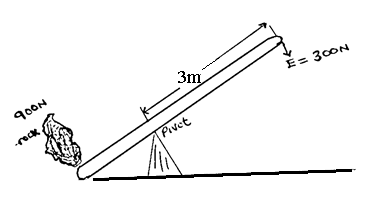 3m
E = 300N
900N
rock
Pivot